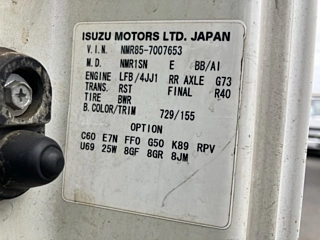 ISUZU MOTORS LTD. JAPAN
V.I.N. NMR85-7007653
M.D. NMR1SN E BB/AI
ENGINE LFB/4JJ1 RR AXLE G73
TRANS. RST FINAL R40
TIRE BWR
B.COLOR/TRIM 729/155
OPTION
C60 E7N FF0 G50 K89 RPV
U69 25W 8GF 8GR 8JM